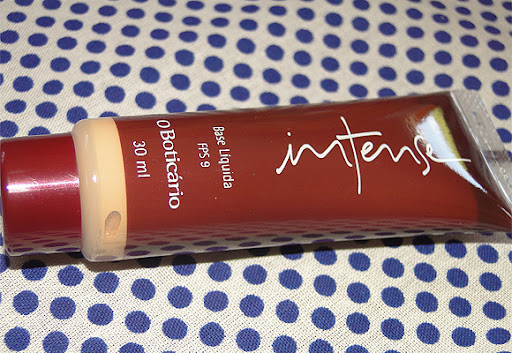 intense
Base Líquida
FPS 9
O Boticário
30 ml